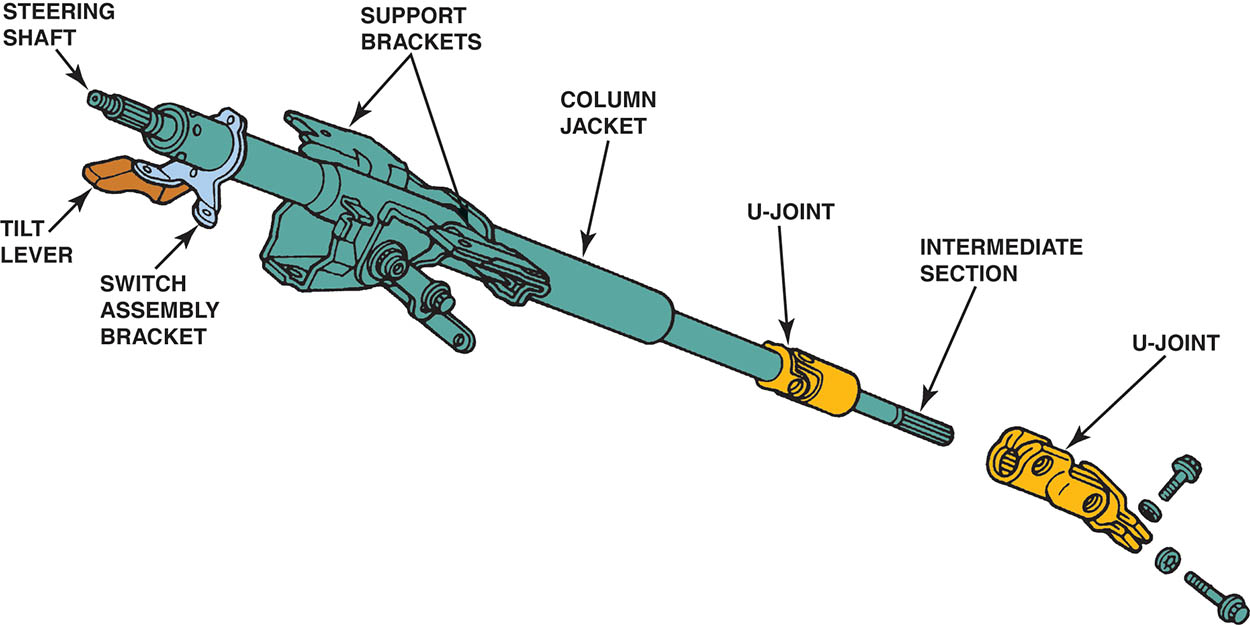 STEERING
SHAFT
SUPPORT
BRACKETS
COLUMN
JACKET
U-JOINT
INTERMEDIATE
SECTION
U-JOINT
TILT
LEVER
SWITCH
ASSEMBLY
BRACKET